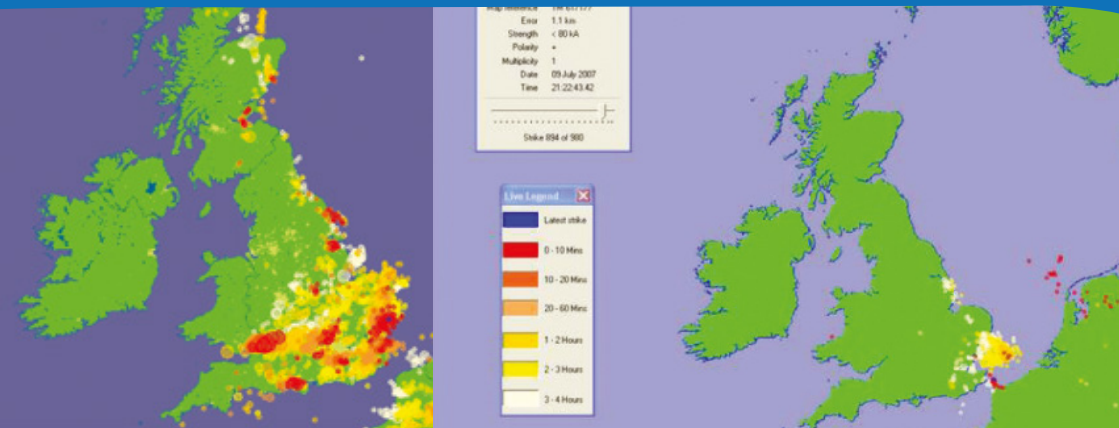 Error 1.1 km
Strength < 80 kA
Polarity +
Multiplicity 1
Date 09 July 2007
Time 21:22:43.42
Strike 894 of 980
Live Legend
Latest strike
0 - 10 Mins
10 - 20 Mins
20 - 60 Mins
1 - 2 Hours
2 - 3 Hours
3 - 4 Hours